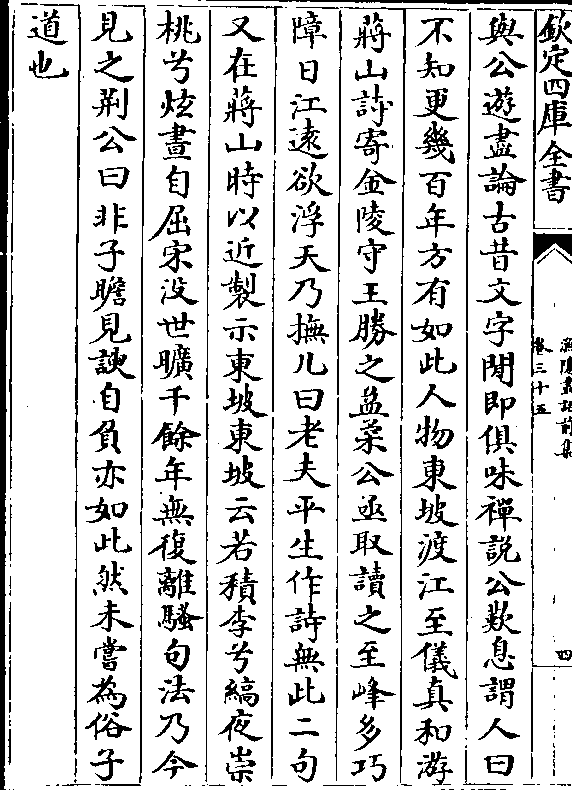 欽定四庫全書
漁隱叢話前集
卷三十五
四
與公遊盡論古昔文字閒即俱味禪説公歎息謂人曰
不知更幾百年方有如此人物東坡渡江至儀真和游
蔣山詩寄金陵守王勝之益柔公亟取讀之至峰多巧
障日江遠欲浮天乃撫几曰老夫平生作詩無此二句
又在蔣山時以近製示東坡東坡云若積李兮縞夜崇
桃兮炫晝自屈宋没世曠千餘年無復離騷句法乃今
見之荆公曰非子瞻見諛自負亦如此然未嘗為俗子
道也